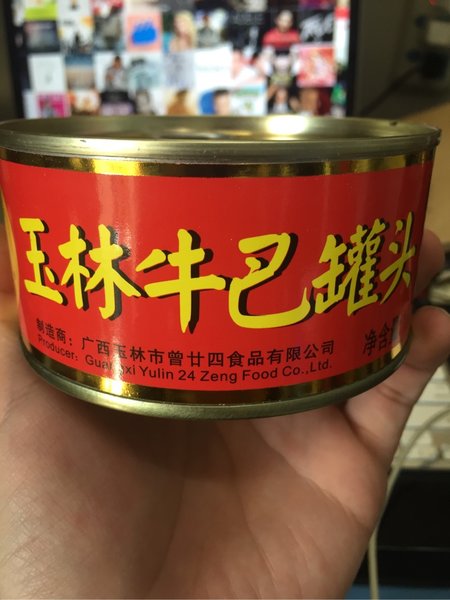 玉林牛巴罐头
制造商：广西玉林市曾廿四食品有限公司
Producer: Guangxi Yulin 24 Zeng Food Co.,Ltd.
净含